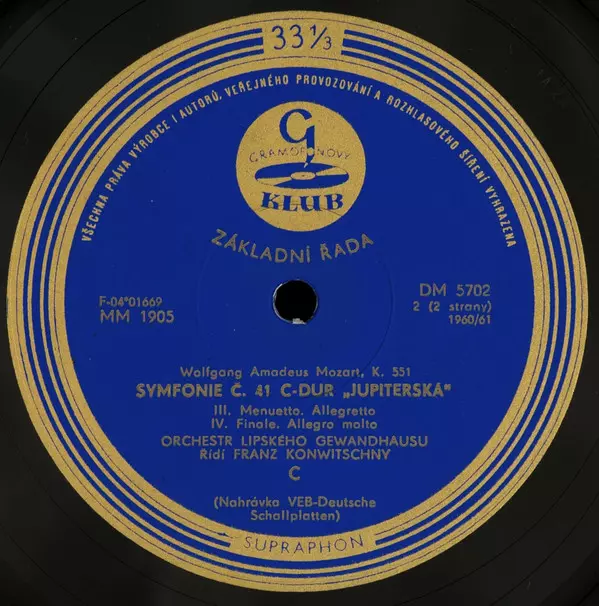 33 1/3
VŠECHNA PRÁVA VÝROBCE I AUTORŮ, VEŘEJNÉHO PROVOZOVÁNÍ A ROZHLASOVÉHO ŠÍŘENÍ VYHRAZENA
G
GRAMOFONOVÝ
KLUB
ZÁKLADNÍ ŘADA
F-04*01669
MM 1905
DM 5702
2 (2 strany)
1960/61
Wolfgang Amadeus Mozart, K. 551
SYMFONIE Č. 41 C-DUR „JUPITERSKÁ"
III. Menuetto. Allegretto
IV. Finale. Allegro molto
ORCHESTR LIPSKÉHO GEWANDHAUSU
Řídí FRANZ KONWITSCHNY
C
(Nahrávka VEB-Deutsche
Schallplatten)
SUPRAPHON